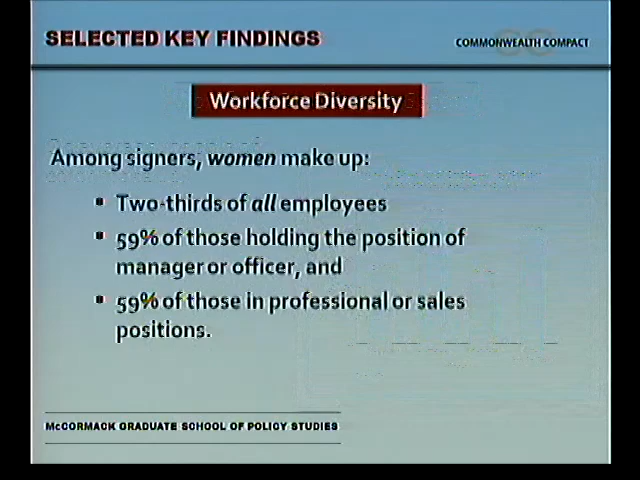 SELECTED KEY FINDINGS
COMMONWEALTH COMPACT
Workforce Diversity
Among signers, women make up:
▪ Two-thirds of all employees
▪ 59% of those holding the position of
manager or officer, and
▪ 59% of those in professional or sales
positions.
McCORMACK GRADUATE SCHOOL OF POLICY STUDIES